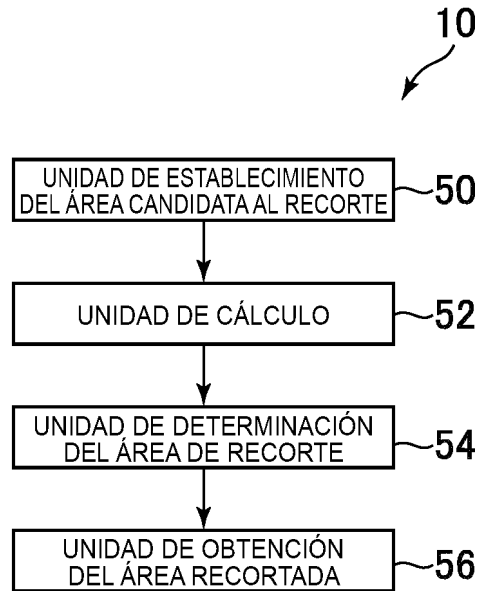 10
UNIDAD DE ESTABLECIMIENTO
DEL ÁREA CANDIDATA AL RECORTE
50
UNIDAD DE CÁLCULO
52
UNIDAD DE DETERMINACIÓN
DEL ÁREA DE RECORTE
54
UNIDAD DE OBTENCIÓN
DEL ÁREA RECORTADA
56